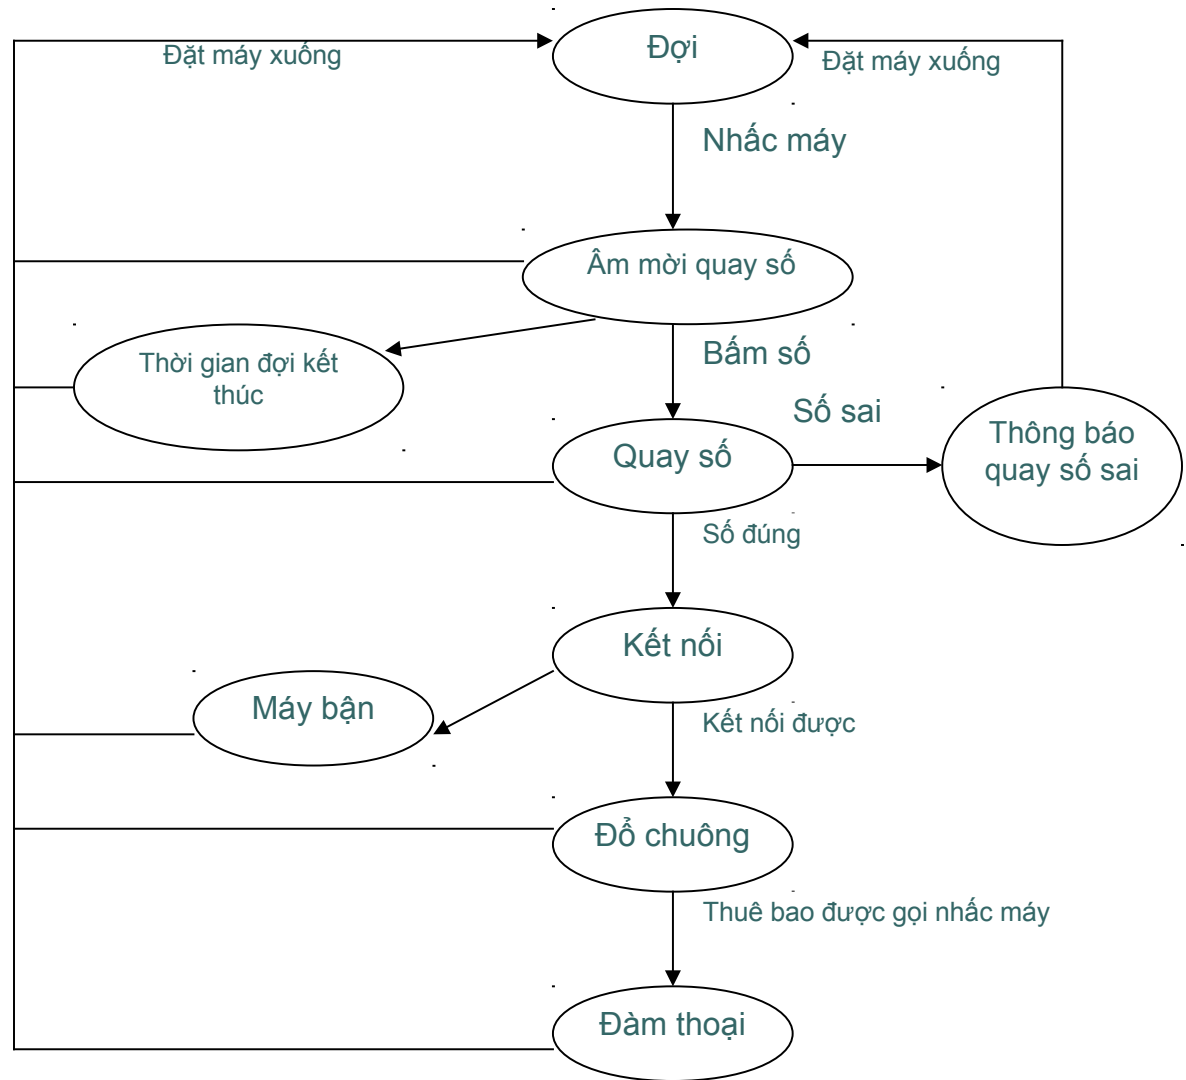 Đợi
Đặt máy xuống
Đặt máy xuống
Nhấc máy
Âm mời quay số
Bấm số
Thời gian đợi kết
thúc
Số sai
Thông báo
quay số sai
Quay số
Số đúng
Kết nối
Máy bận
Kết nối được
Đổ chuông
Thuê bao được gọi nhấc máy
Đàm thoại